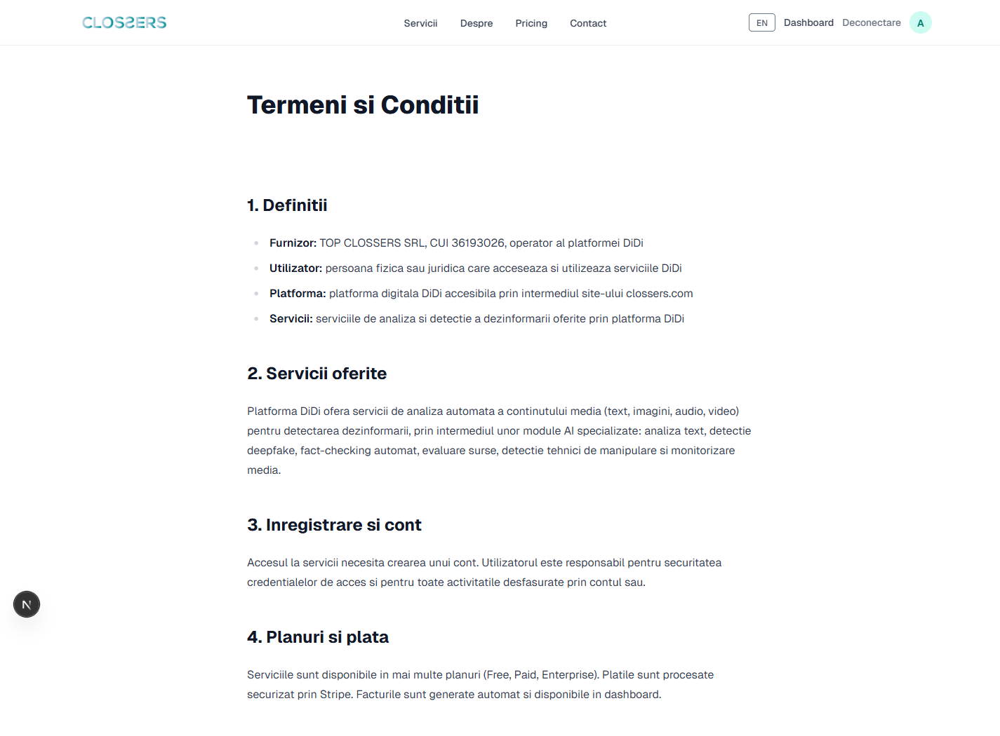 CLOSSERS
Servicii
Despre
Pricing
Contact
EN
Dashboard
Deconectare
A
Termeni si Conditii
1. Definitii
Furnizor: TOP CLOSSERS SRL, CUI 36193026, operator al platformei DiDi
Utilizator: persoana fizica sau juridica care acceseaza si utilizeaza serviciile DiDi
Platforma: platforma digitala DiDi accesibila prin intermediul site-ului clossers.com
Servicii: serviciile de analiza si detectie a dezinformarii oferite prin platforma DiDi
2. Servicii oferite
Platforma DiDi ofera servicii de analiza automata a continutului media (text, imagini, audio, video)
pentru detectarea dezinformarii, prin intermediul unor module AI specializate: analiza text, detectie
deepfake, fact-checking automat, evaluare surse, detectie tehnici de manipulare si monitorizare
media.
3. Inregistrare si cont
Accesul la servicii necesita crearea unui cont. Utilizatorul este responsabil pentru securitatea
credentialelor de acces si pentru toate activitatile desfasurate prin contul sau.
N
4. Planuri si plata
Serviciile sunt disponibile in mai multe planuri (Free, Paid, Enterprise). Platile sunt procesate
securizat prin Stripe. Facturile sunt generate automat si disponibile in dashboard.